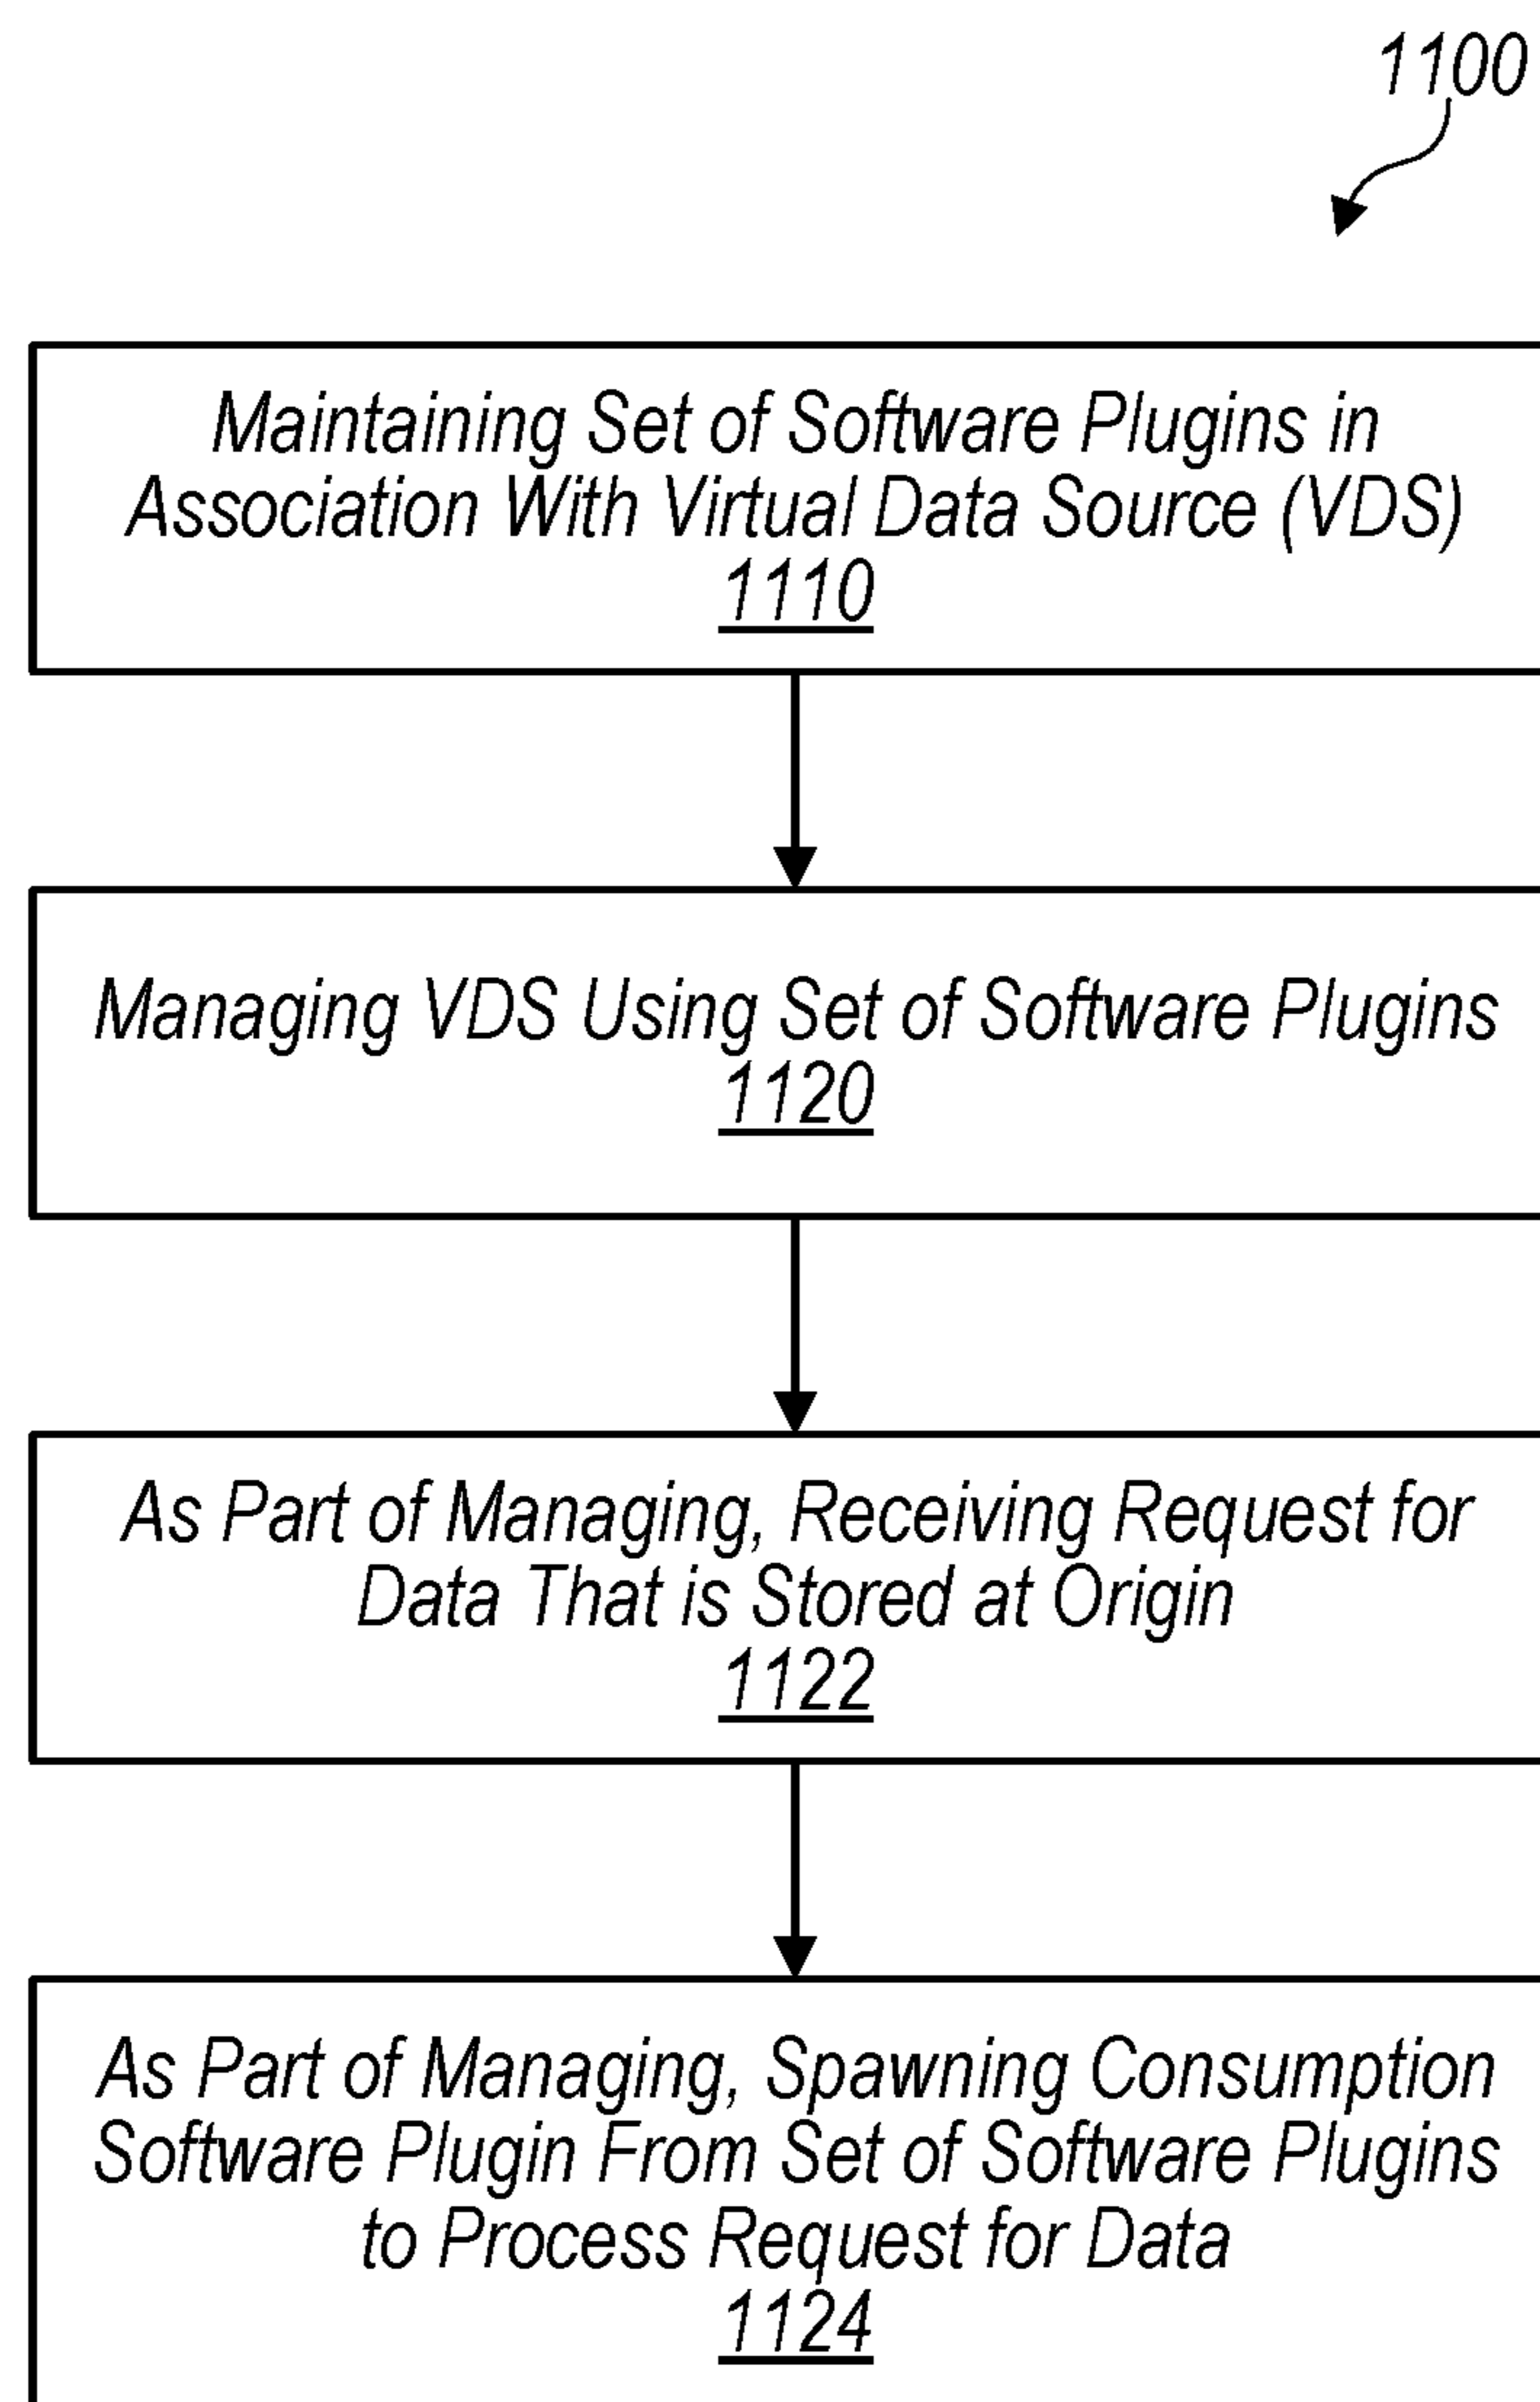 1100
Maintaining Set of Software Plugins in
Association With Virtual Data Source (VDS)
1110
Managing VDS Using Set of Software Plugins
1120
As Part of Managing, Receiving Request for
Data That is Stored at Origin
1122
As Part of Managing, Spawning Consumption
Software Plugin From Set of Software Plugins
to Process Request for Data
1124